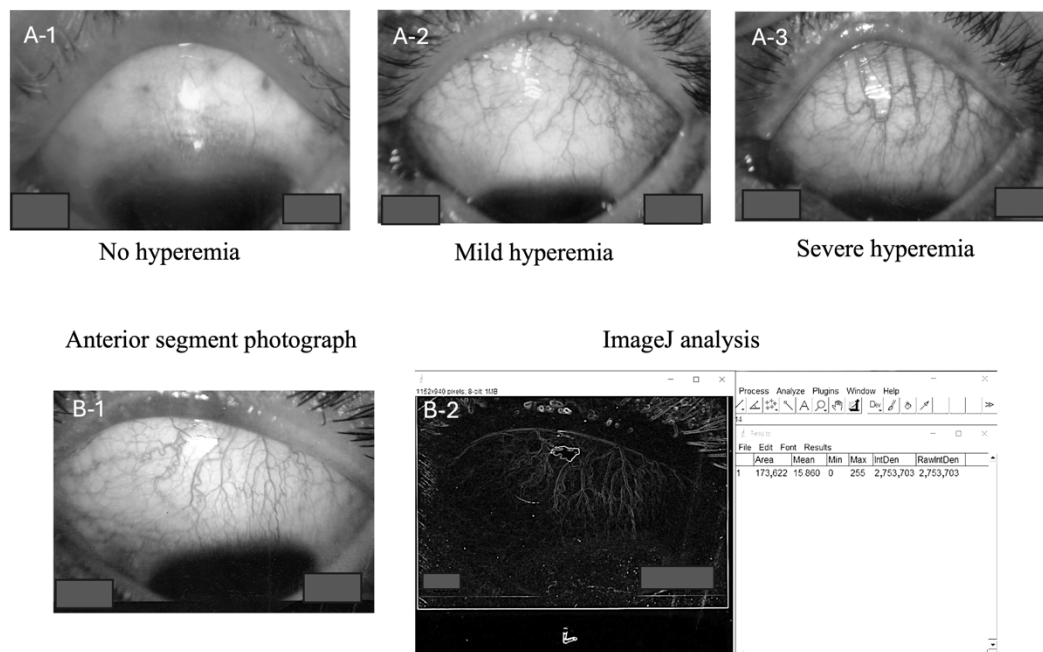 A-1
A-2
A-3
No hyperemia
Mild hyperemia
Severe hyperemia
Anterior segment photograph
ImageJ analysis
B-1
1152x940 pixels; 8-bit; 1MB
B-2
Process Analyze Plugins Window Help
A
14
File Edit Font Results
Area Mean Min Max IntDen RawIntDen
1 173,622 15.860 0 255 2,753,703 2,753,703